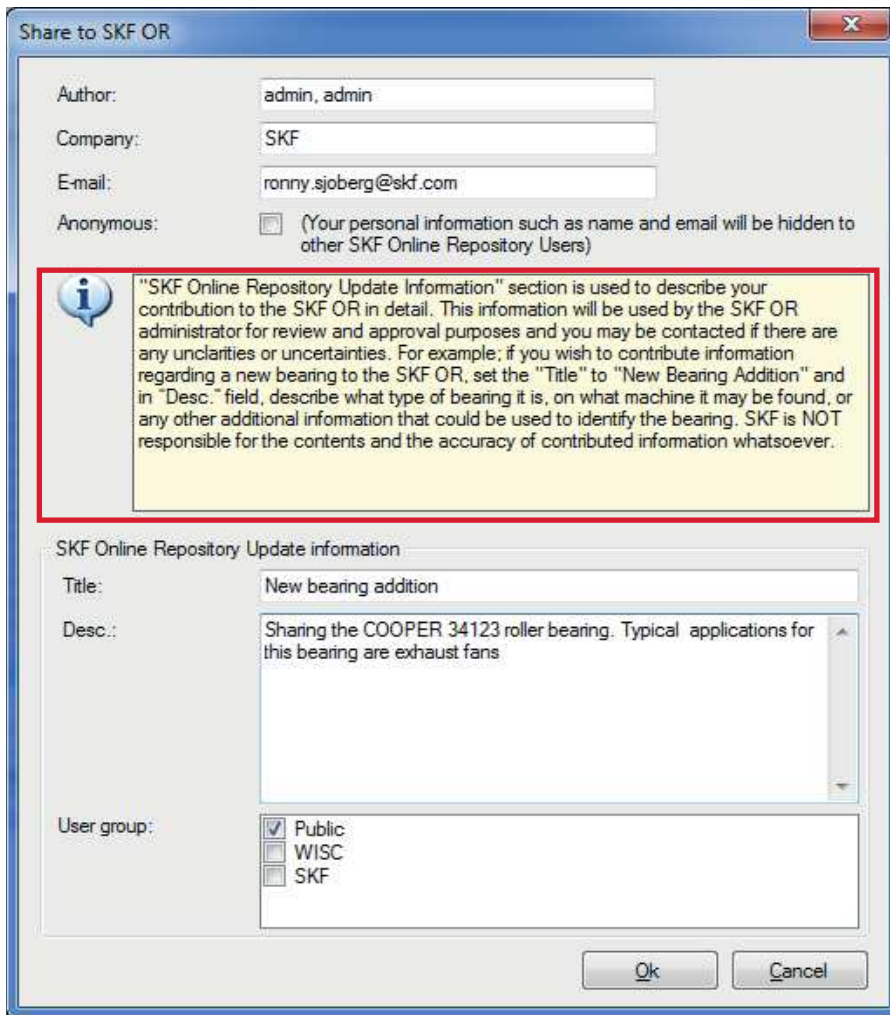 Share to SKF OR
Author: admin, admin
Company: SKF
E-mail: ronny.sjoberg@skf.com
Anonymous: (Your personal information such as name and email will be hidden to
other SKF Online Repository Users)
"SKF Online Repository Update Information" section is used to describe your
contribution to the SKF OR in detail. This information will be used by the SKF OR
administrator for review and approval purposes and you may be contacted if there are
any unclarities or uncertainties. For example; if you wish to contribute information
regarding a new bearing to the SKF OR, set the "Title" to "New Bearing Addition" and
in "Desc." field, describe what type of bearing it is, on what machine it may be found, or
any other additional information that could be used to identify the bearing. SKF is NOT
responsible for the contents and the accuracy of contributed information whatsoever.
SKF Online Repository Update information
Title: New bearing addition
Desc.: Sharing the COOPER 34123 roller bearing. Typical applications for
this bearing are exhaust fans
User group: Public
WISC
SKF
Ok Cancel